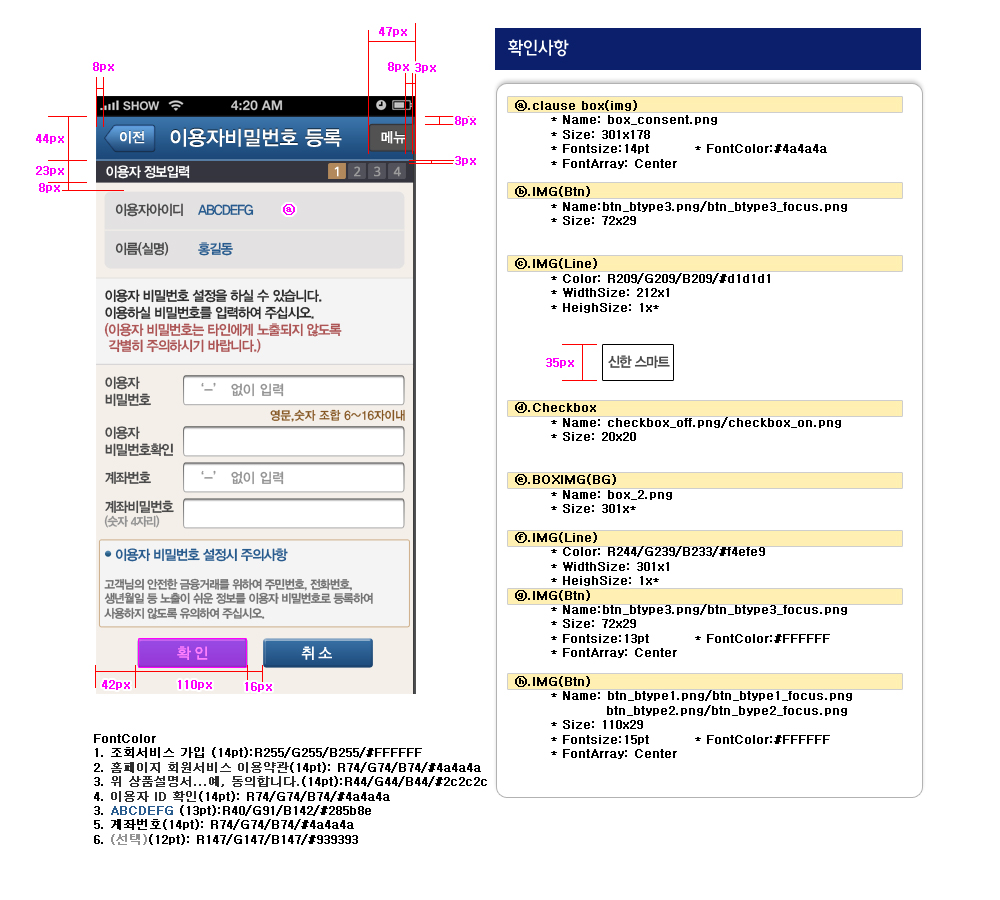 47px
8px
8px 3px
SHOW 4:20 AM
8px
44px
이전 이용자비밀번호 등록 메뉴
3px
23px
이용자 정보입력 1 2 3 4
8px
이용자아이디 ABCDEFG ⓐ
이름(실명) 홍길동
이용자 비밀번호 설정을 하실 수 있습니다.
이용하실 비밀번호를 입력하여 주십시오.
(이용자 비밀번호는 타인에게 노출되지 않도록
각별히 주의하시기 바랍니다.)
이용자
비밀번호
‘–’ 없이 입력
영문,숫자 조합 6~16자이내
이용자
비밀번호확인
계좌번호 ‘–’ 없이 입력
계좌비밀번호
(숫자 4자리)
• 이용자 비밀번호 설정시 주의사항
고객님의 안전한 금융거래를 위하여 주민번호, 전화번호,
생년월일 등 노출이 쉬운 정보를 이용자 비밀번호로 등록하여
사용하지 않도록 유의하여 주십시오.
확 인 취 소
42px 110px 16px
FontColor
1. 조회서비스 가입 (14pt):R255/G255/B255/#FFFFFF
2. 홈페이지 회원서비스 이용약관(14pt): R74/G74/B74/#4a4a4a
3. 위 상품설명서...예, 동의합니다.(14pt):R44/G44/B44/#2c2c2c
4. 이용자 ID 확인(14pt): R74/G74/B74/#4a4a4a
3. ABCDEFG (13pt):R40/G91/B142/#285b8e
5. 계좌번호(14pt): R74/G74/B74/#4a4a4a
6. (선택)(12pt): R147/G147/B147/#939393
확인사항
ⓐ.clause box(img)
* Name: box_consent.png
* Size: 301x178
* Fontsize:14pt * FontColor:#4a4a4a
* FontArray: Center
ⓑ.IMG(Btn)
* Name:btn_btype3.png/btn_btype3_focus.png
* Size: 72x29
ⓒ.IMG(Line)
* Color: R209/G209/B209/#d1d1d1
* WidthSize: 212x1
* HeighSize: 1x*
35px 신한 스마트
ⓓ.Checkbox
* Name: checkbox_off.png/checkbox_on.png
* Size: 20x20
ⓔ.BOXIMG(BG)
* Name: box_2.png
* Size: 301x*
ⓕ.IMG(Line)
* Color: R244/G239/B233/#f4efe9
* WidthSize: 301x1
* HeighSize: 1x*
ⓖ.IMG(Btn)
* Name:btn_btype3.png/btn_btype3_focus.png
* Size: 72x29
* Fontsize:13pt * FontColor:#FFFFFF
* FontArray: Center
ⓗ.IMG(Btn)
* Name: btn_btype1.png/btn_btype1_focus.png
btn_btype2.png/btn_bype2_focus.png
* Size: 110x29
* Fontsize:15pt * FontColor:#FFFFFF
* FontArray: Center